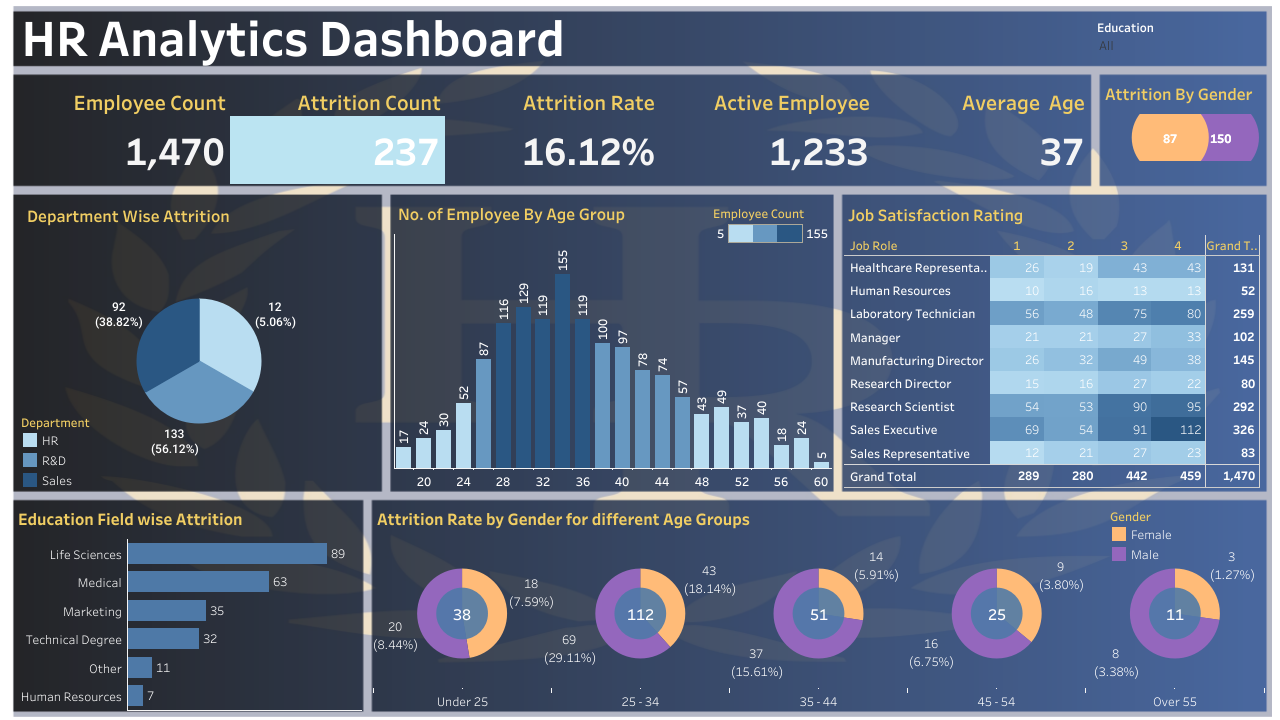 HR Analytics Dashboard
Education
All
Employee Count
1,470
Attrition Count
237
Attrition Rate
16.12%
Active Employee
1,233
Average Age
37
Attrition By Gender
87 150
Department Wise Attrition
92
(38.82%)
12
(5.06%)
133
(56.12%)
Department
HR
R&D
Sales
No. of Employee By Age Group
Employee Count
5 155
17 24 30 52 87 116 129 119 155 119 100 97 78 74 57 43 49 37 40 18 24 5
20 24 28 32 36 40 44 48 52 56 60
Job Satisfaction Rating
Job Role 1 2 3 4 Grand T..
Healthcare Representa.. 26 19 43 43 131
Human Resources 10 16 13 13 52
Laboratory Technician 56 48 75 80 259
Manager 21 21 27 33 102
Manufacturing Director 26 32 49 38 145
Research Director 15 16 27 22 80
Research Scientist 54 53 90 95 292
Sales Executive 69 54 91 112 326
Sales Representative 12 21 27 23 83
Grand Total 289 280 442 459 1,470
Education Field wise Attrition
Life Sciences 89
Medical 63
Marketing 35
Technical Degree 32
Other 11
Human Resources 7
Attrition Rate by Gender for different Age Groups
Gender
Female
Male
38
18
(7.59%)
20
(8.44%)
Under 25
112
43
(18.14%)
69
(29.11%)
25 - 34
51
14
(5.91%)
37
(15.61%)
35 - 44
25
9
(3.80%)
16
(6.75%)
45 - 54
11
3
(1.27%)
8
(3.38%)
Over 55
HR